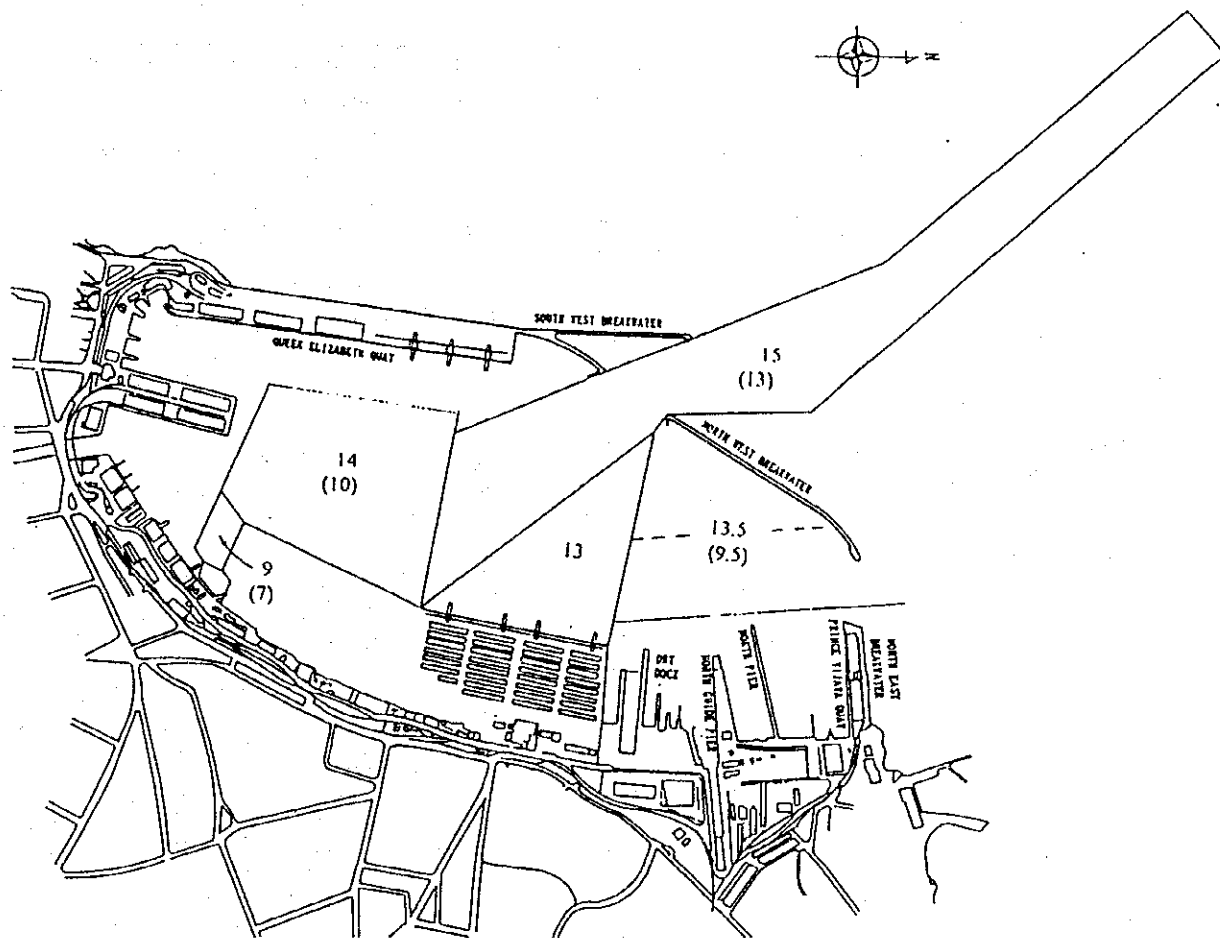 N
SOUTH WEST BREAKWATER
QUEEN ELIZABETH QUAY
15
(13)
NORTH WEST BREAKWATER
14
(10)
13.5
(9.5)
13
9
(7)
DRY
DOCK
NORTH GUIDE PIER
NORTH PIER
PRINCE VIJAYA QUAY
NORTH EAST
BREAKWATER